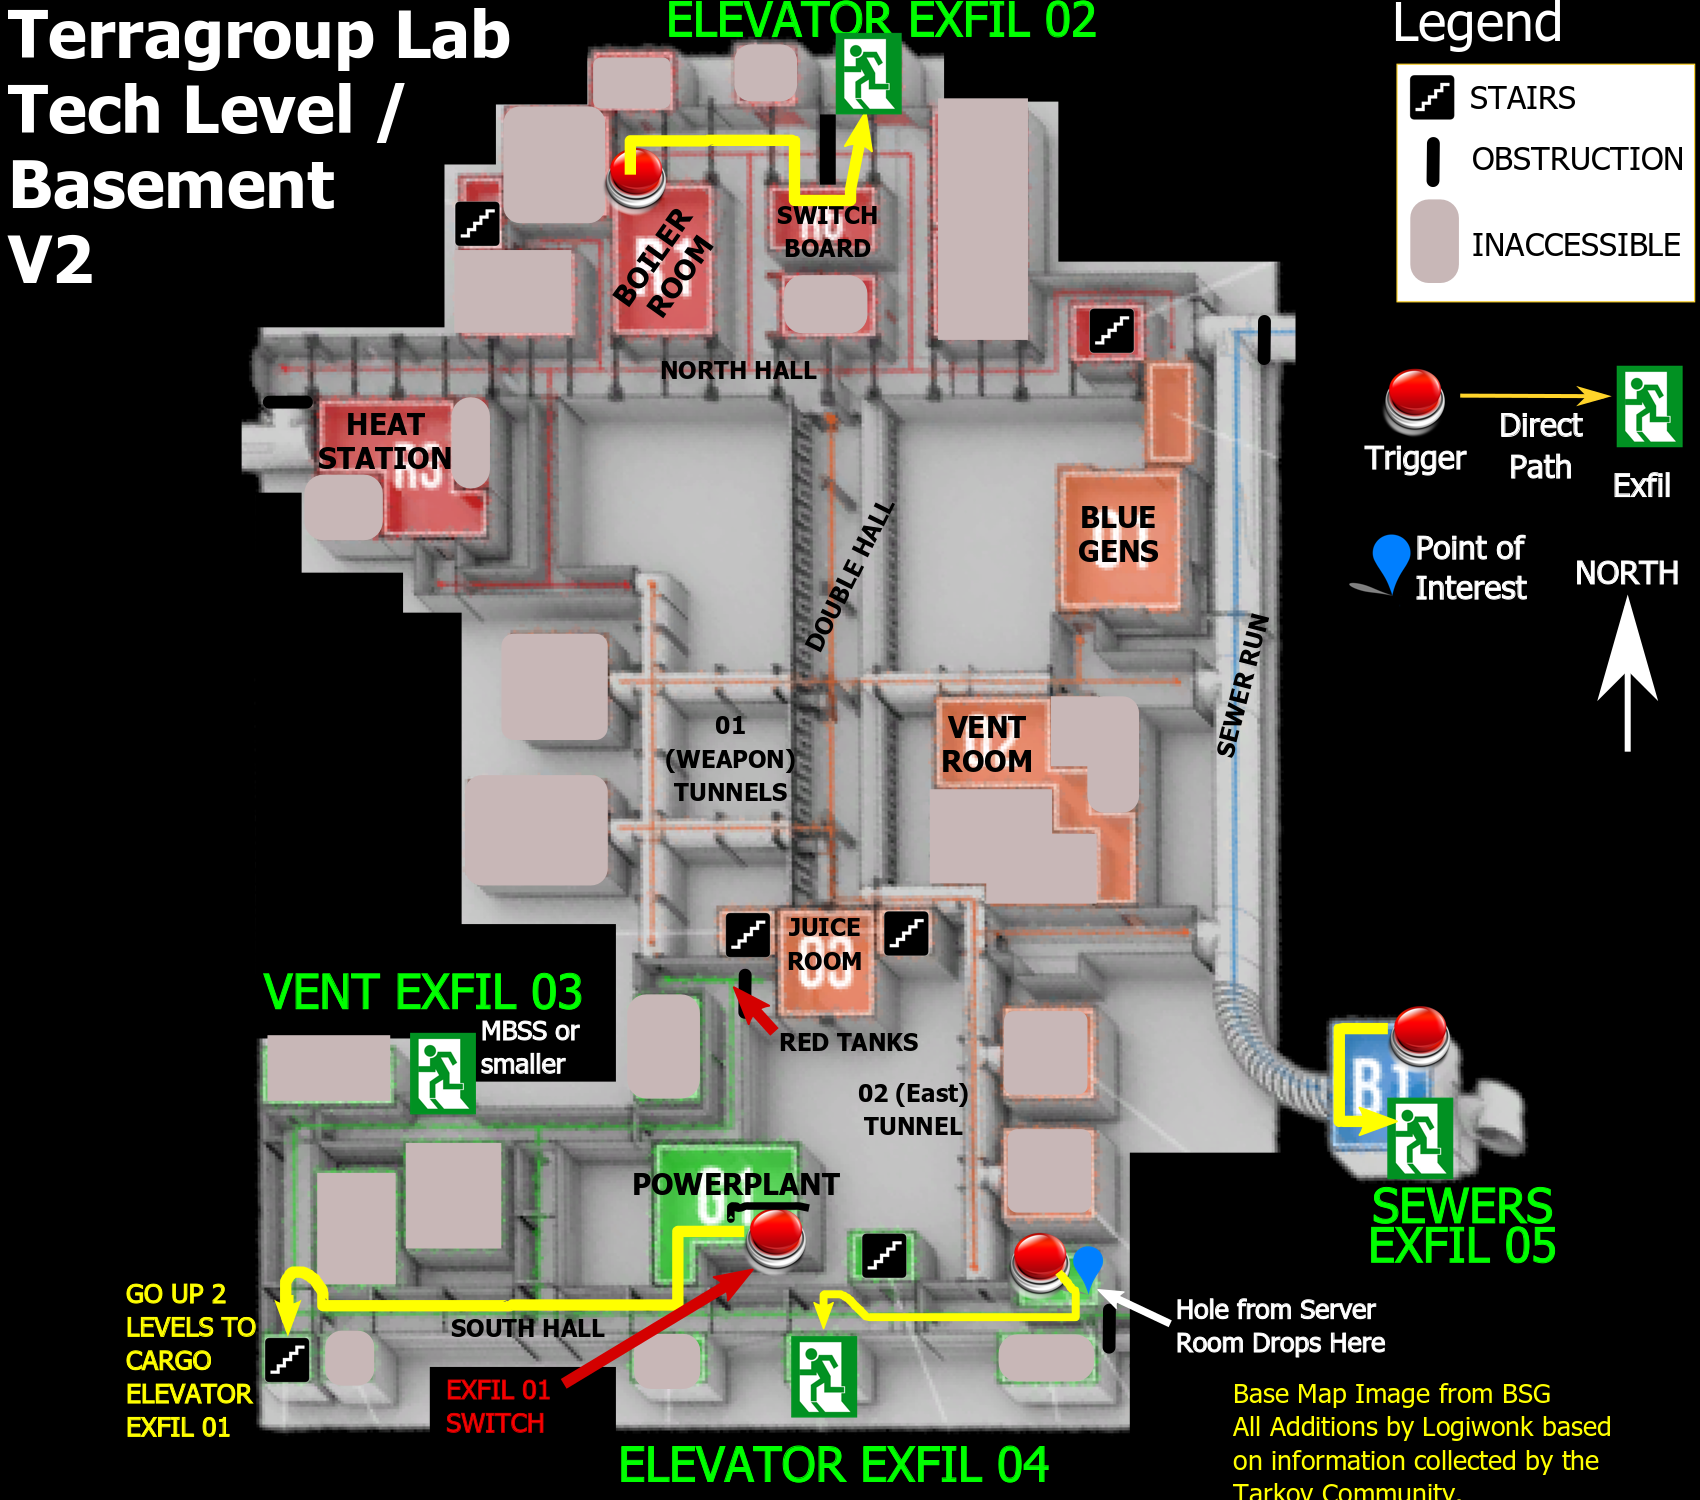 Terragroup Lab
Tech Level /
Basement
V2
ELEVATOR EXFIL 02
Legend
STAIRS
OBSTRUCTION
INACCESSIBLE
Trigger
Direct
Path
Exfil
Point of
Interest
NORTH
BOILER
ROOM
SWITCH
BOARD
NORTH HALL
HEAT
STATION
DOUBLE HALL
BLUE
GENS
SEWER RUN
01
(WEAPON)
TUNNELS
VENT
ROOM
JUICE
ROOM
03
RED TANKS
VENT EXFIL 03
MBSS or
smaller
02 (East)
TUNNEL
B1
SEWERS
EXFIL 05
POWERPLANT
GO UP 2
LEVELS TO
CARGO
ELEVATOR
EXFIL 01
SOUTH HALL
EXFIL 01
SWITCH
Hole from Server
Room Drops Here
ELEVATOR EXFIL 04
Base Map Image from BSG
All Additions by Logiwonk based
on information collected by the
Tarkov Community.